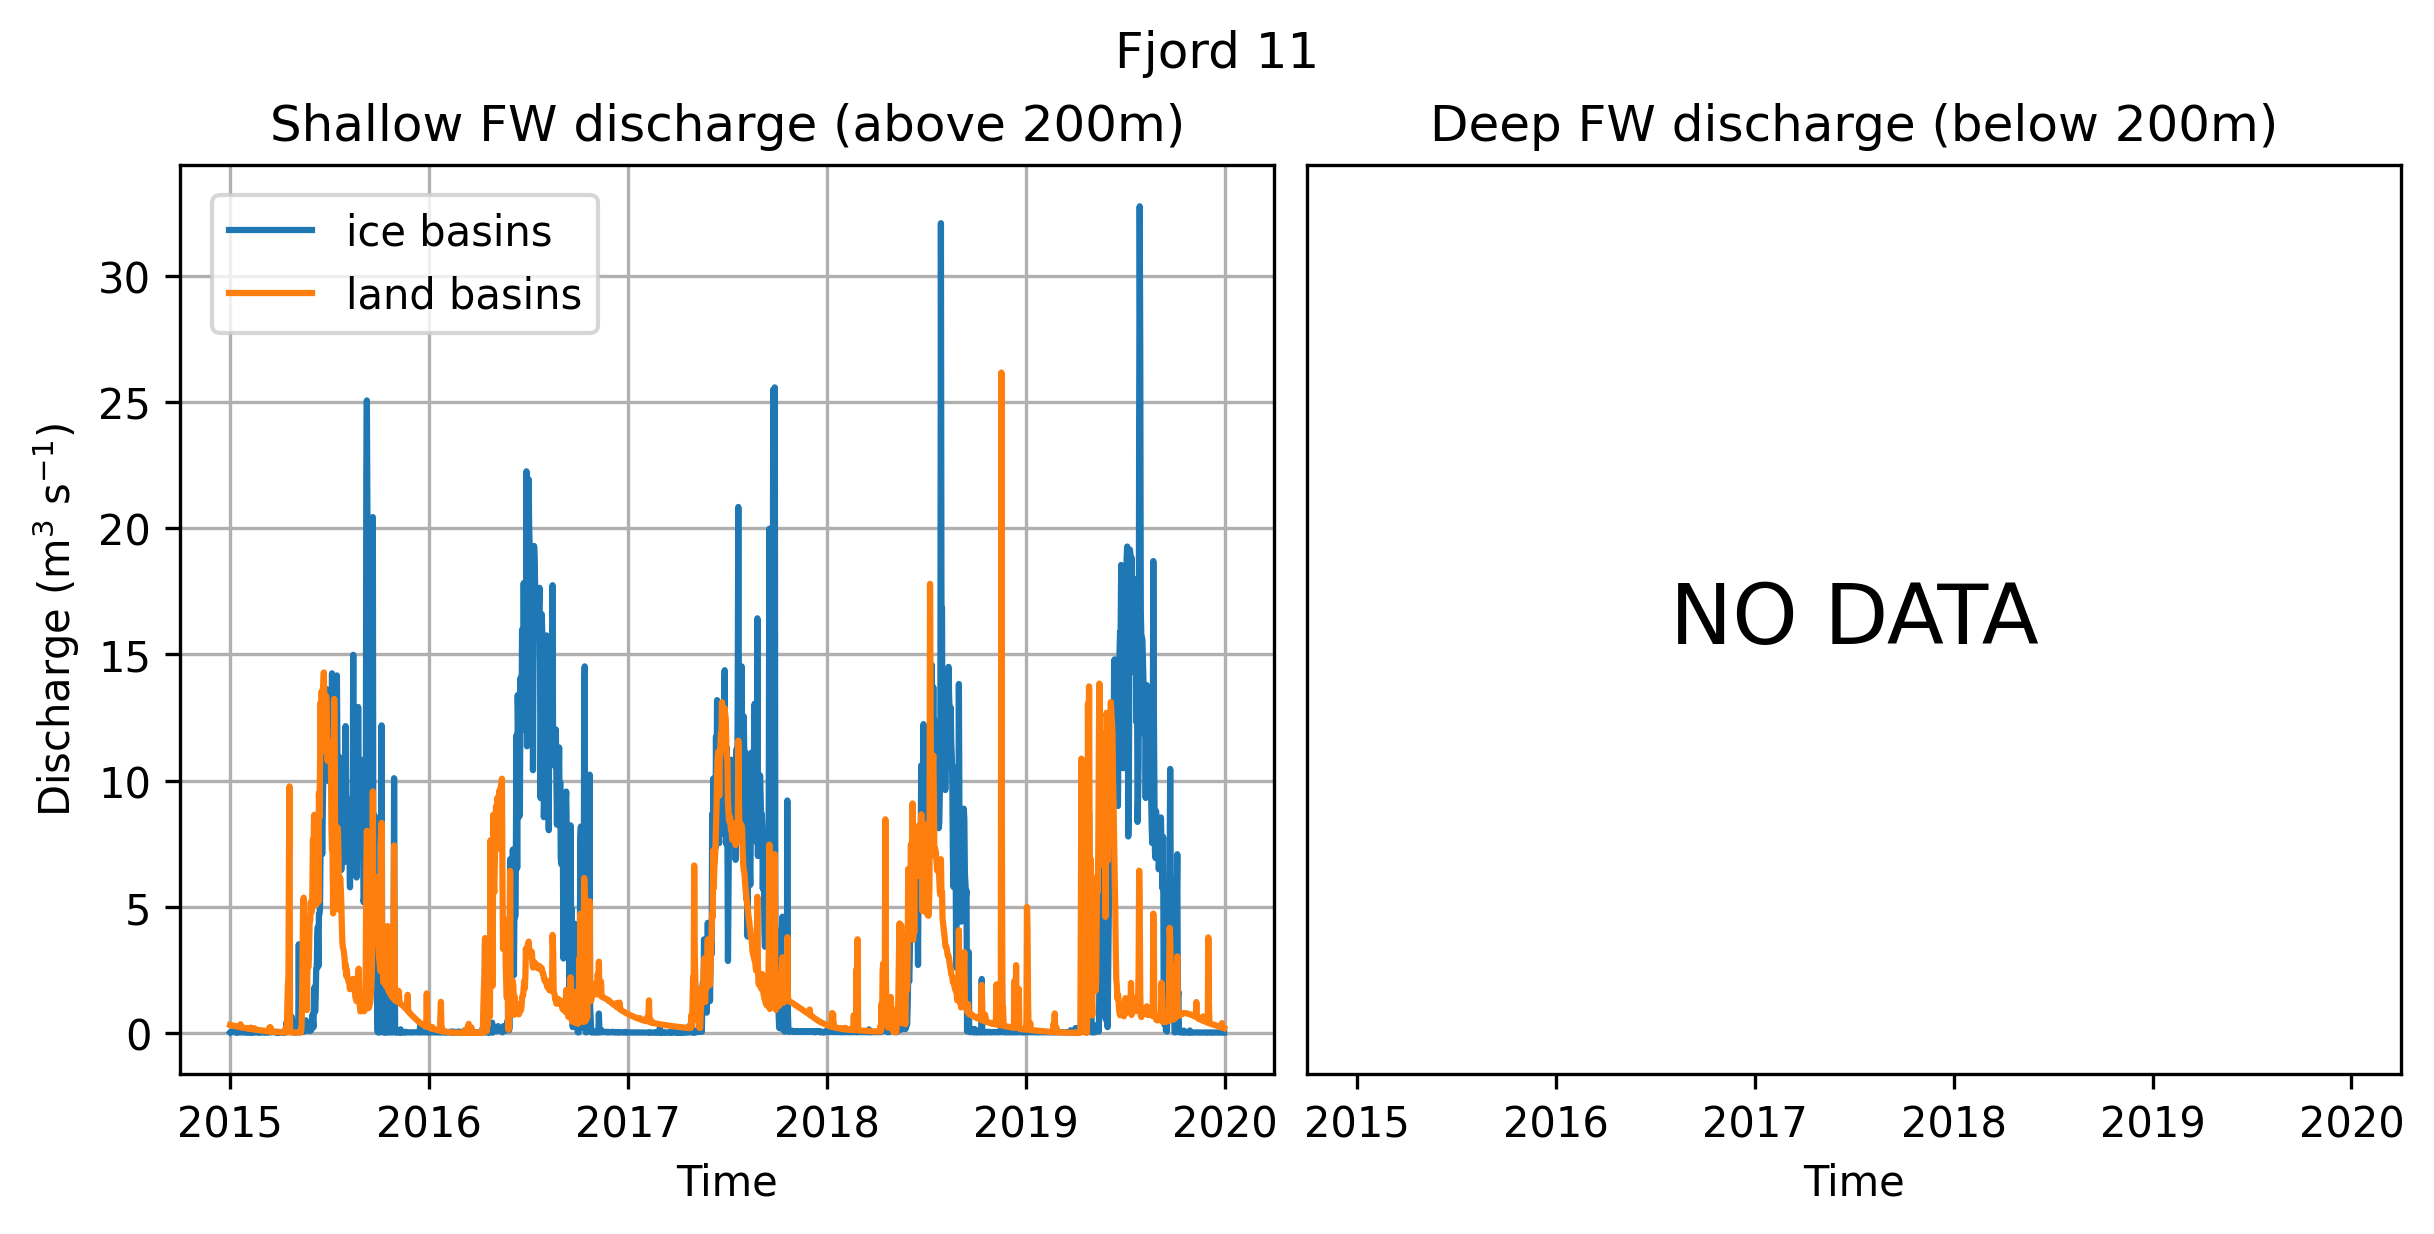 Fjord 11
Shallow FW discharge (above 200m)
Deep FW discharge (below 200m)
ice basins
land basins
Discharge (m³ s⁻¹)
30
25
20
15
10
5
0
NO DATA
2015 2016 2017 2018 2019 2020
2015 2016 2017 2018 2019 2020
Time
Time